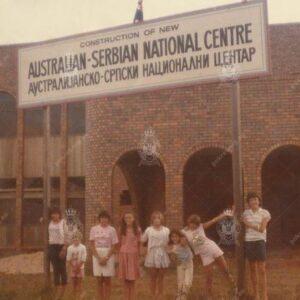 CONSTRUCTION OF NEW
AUSTRALIAN-SERBIAN NATIONAL CENTRE
АУСТРАЛИЈАНСКО-СРПСКИ НАЦИОНАЛНИ ЦЕНТАР